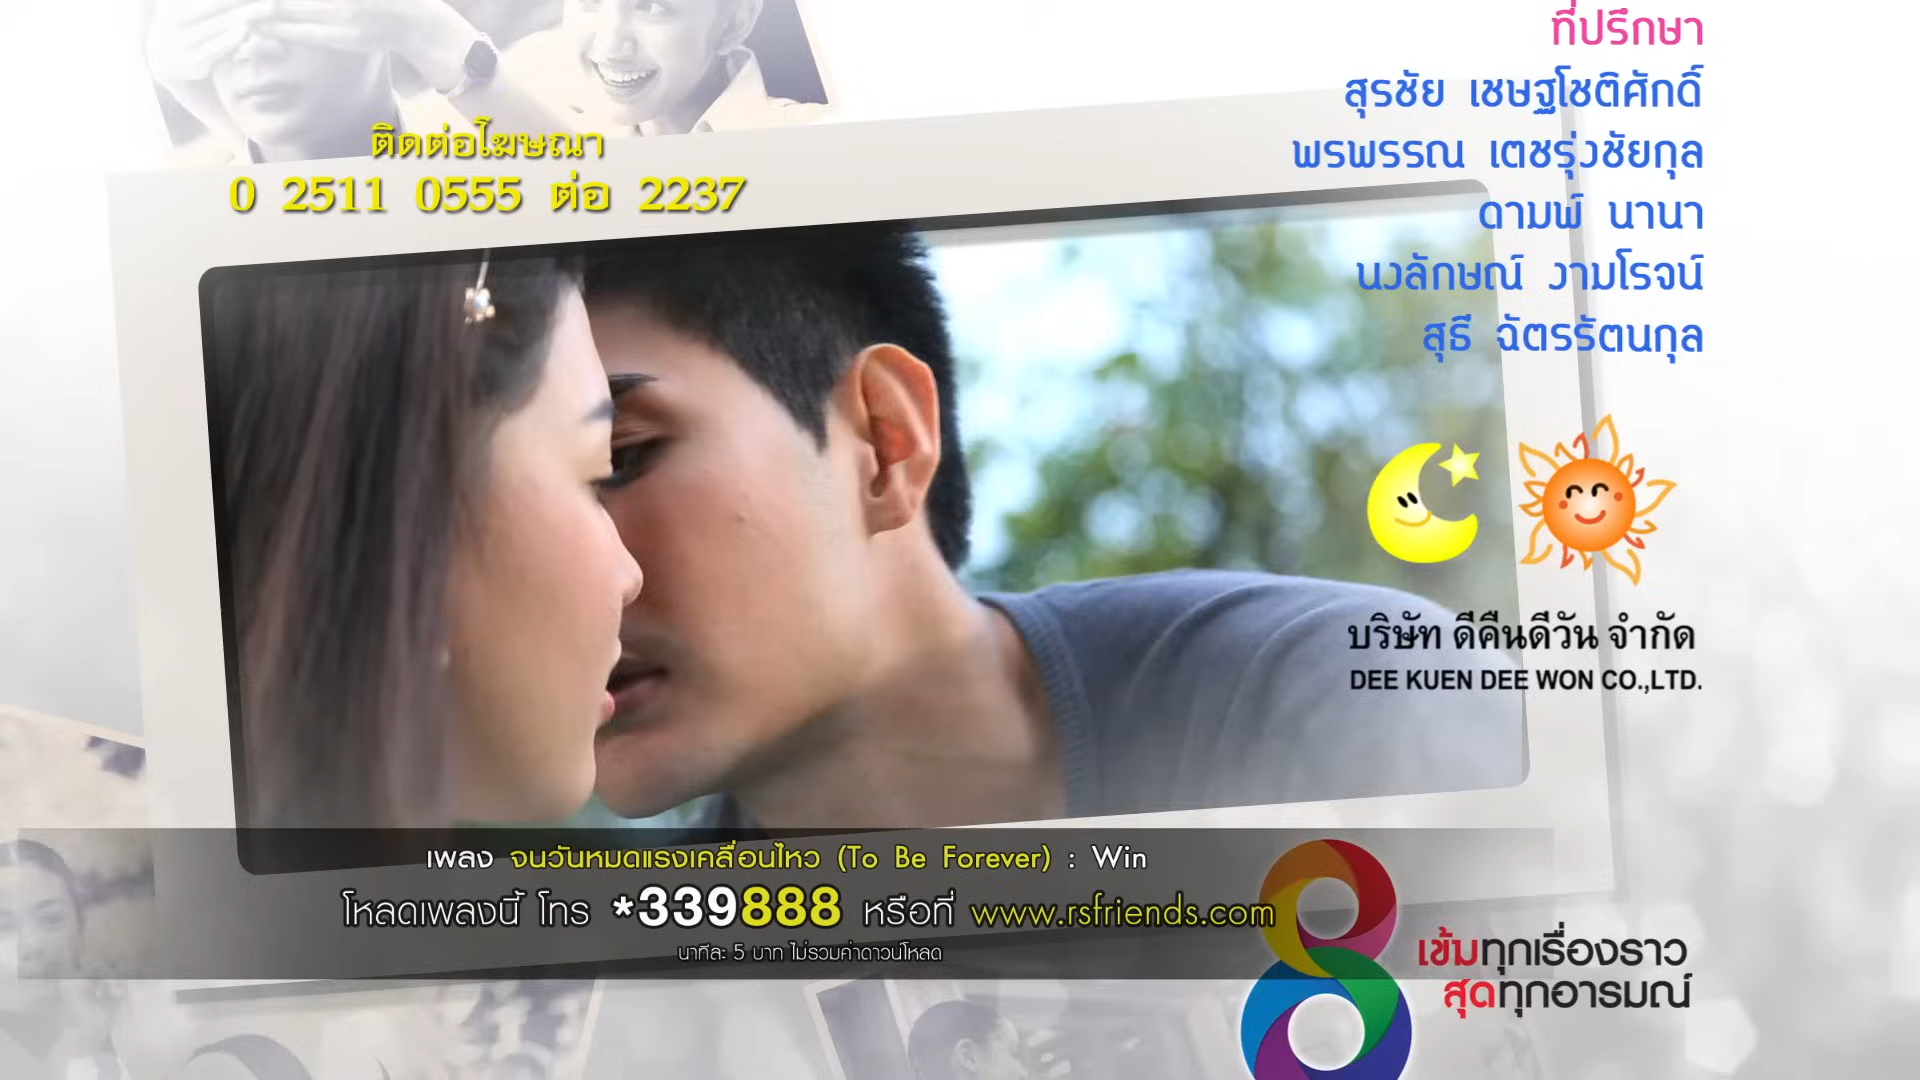 ที่ปรึกษา
สุรชัย เชษฐโชติศักดิ์
พรพรรณ เตชรุ่งชัยกุล
ดามพ์ นานา
นงลักษณ์ งามโรจน์
สุธี ฉัตรรัตนกุล
ติดต่อโฆษณา
0 2511 0555 ต่อ 2237
บริษัท ดีคืนดีวัน จำกัด
DEE KUEN DEE WON CO.,LTD.
เพลง จนวันหมดแรงเคลื่อนไหว (To Be Forever) : Win
โหลดเพลงนี้ โทร *339888 หรือที่ www.rsfriends.com
นาทีละ 5 บาท ไม่รวมค่าดาวน์โหลด
8
เข้มทุกเรื่องราว
สุดทุกอารมณ์